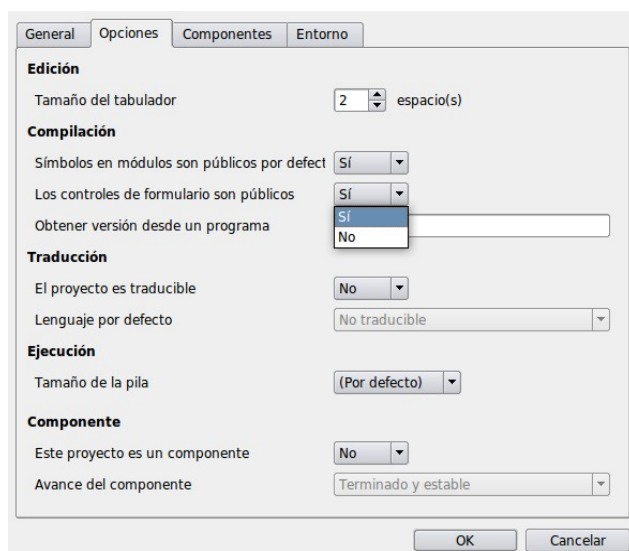 General Opciones Componentes Entorno
Edición
Tamaño del tabulador 2 espacio(s)
Compilación
Símbolos en módulos son públicos por defect Sí
Los controles de formulario son públicos Sí
Sí
Obtener versión desde un programa
No
Traducción
El proyecto es traducible No
Lenguaje por defecto No traducible
Ejecución
Tamaño de la pila (Por defecto)
Componente
Este proyecto es un componente No
Avance del componente Terminado y estable
OK Cancelar